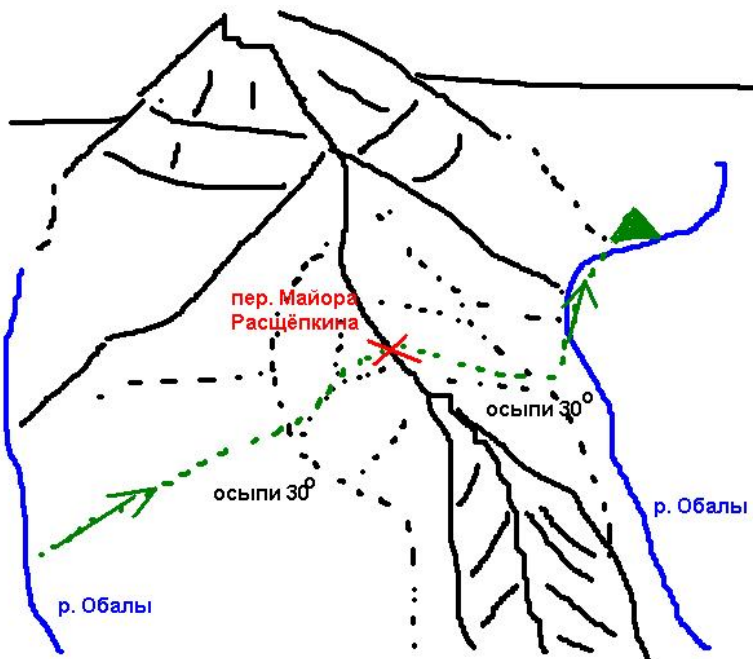 пер. Майора
Расщёпкина
осыпи 30°
осыпи 30°
р. Обалы
р. Обалы